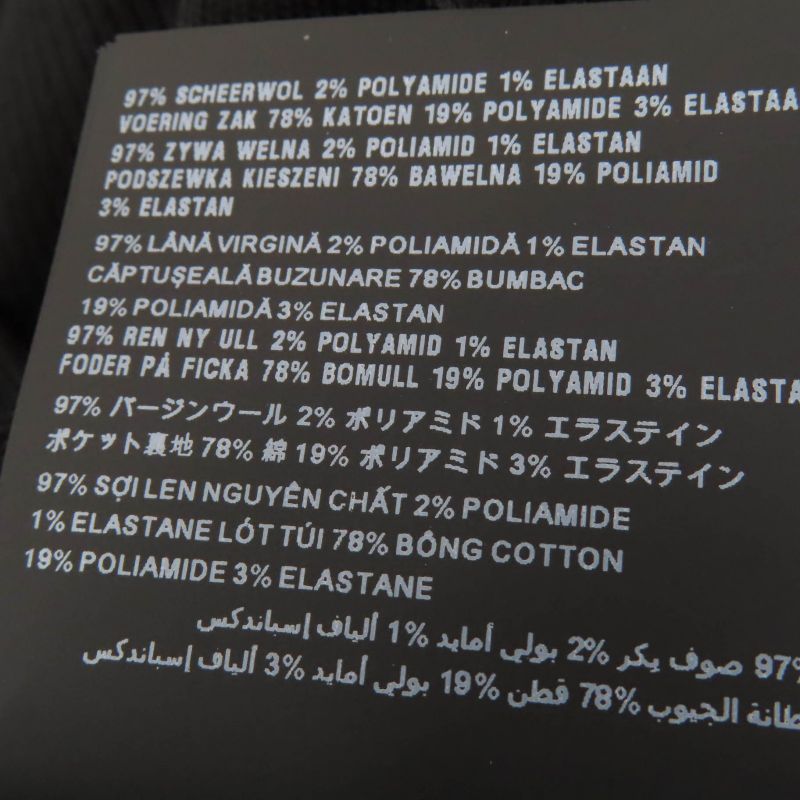 97% SCHEERWOL 2% POLYAMIDE 1% ELASTAAN
VOERING ZAK 78% KATOEN 19% POLYAMIDE 3% ELASTAA
97% ZYWA WELNA 2% POLIAMID 1% ELASTAN
PODSZEWKA KIESZENI 78% BAWELNA 19% POLIAMID
3% ELASTAN
97% LÂNĂ VIRGINĂ 2% POLIAMIDĂ 1% ELASTAN
CĂPTUȘEALĂ BUZUNARE 78% BUMBAC
19% POLIAMIDĂ 3% ELASTAN
97% REN NY ULL 2% POLYAMID 1% ELASTAN
FODER PÅ FICKA 78% BOMULL 19% POLYAMID 3% ELASTA
97% バージンウール 2% ポリアミド 1% エラステイン
ポケット裏地 78% 綿 19% ポリアミド 3% エラステイン
97% SỢI LEN NGUYÊN CHẤT 2% POLIAMIDE
1% ELASTANE LÓT TÚI 78% BÔNG COTTON
19% POLIAMIDE 3% ELASTANE
97% صوف بكر 2% بولي أمايد 1% ألياف إسباندكس
طانة الجيوب 78% قطن 19% بولي أمايد 3% ألياف إسباندكس